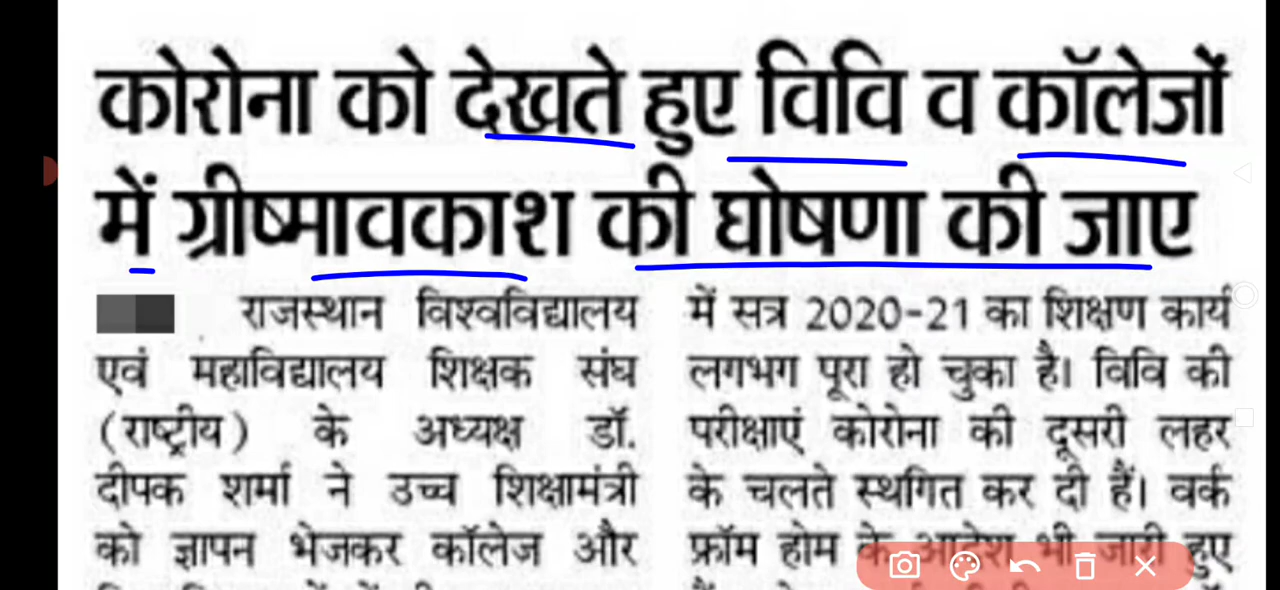 कोरोना को देखते हुए विवि व कॉलेजों
में ग्रीष्मावकाश की घोषणा की जाए
राजस्थान विश्वविद्यालय
एवं महाविद्यालय शिक्षक संघ
(राष्ट्रीय) के अध्यक्ष डॉ.
दीपक शर्मा ने उच्च शिक्षामंत्री
को ज्ञापन भेजकर कॉलेज और
में सत्र 2020-21 का शिक्षण कार्य
लगभग पूरा हो चुका है। विवि की
परीक्षाएं कोरोना की दूसरी लहर
के चलते स्थगित कर दी हैं। वर्क
फ्रॉम होम के आदेश भी जारी हुए